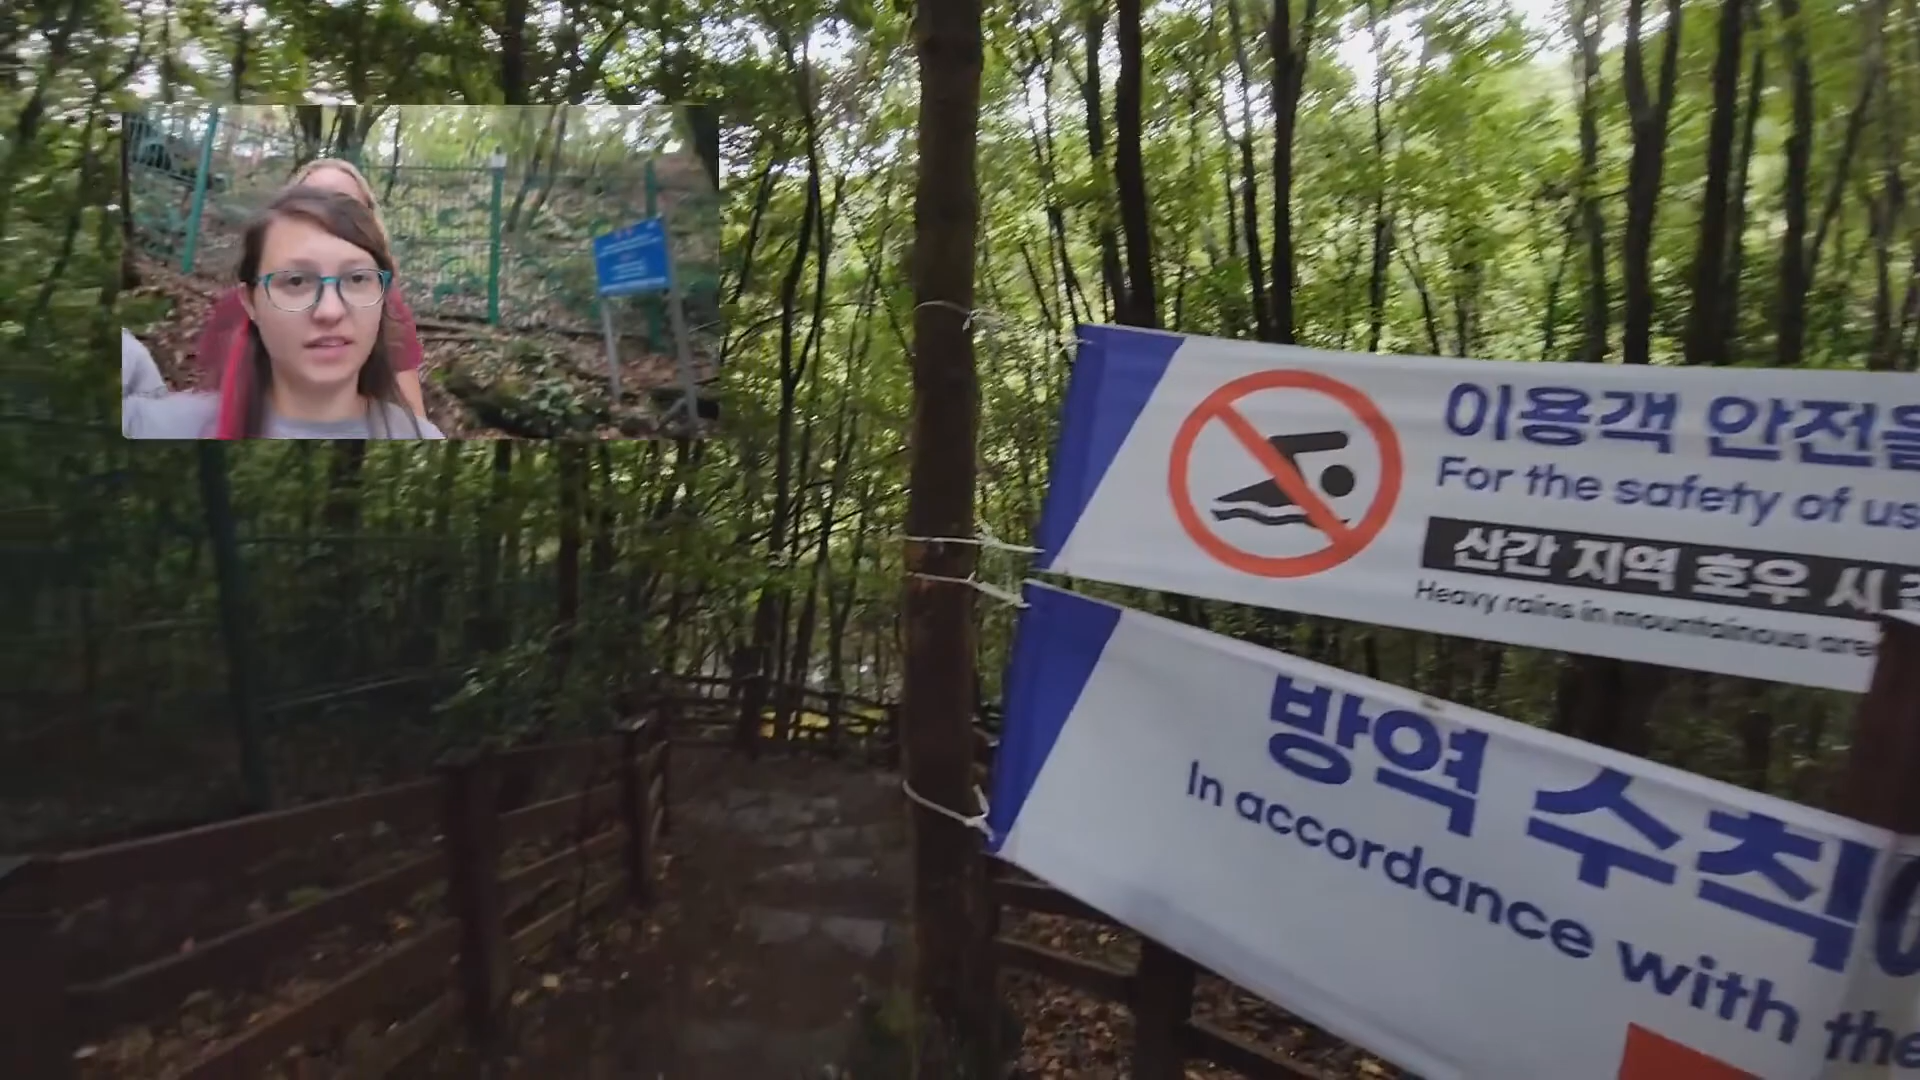 이용객 안전을
For the safety of us
산간 지역 호우 시
Heavy rains in mountainous are
방역 수칙
In accordance with the